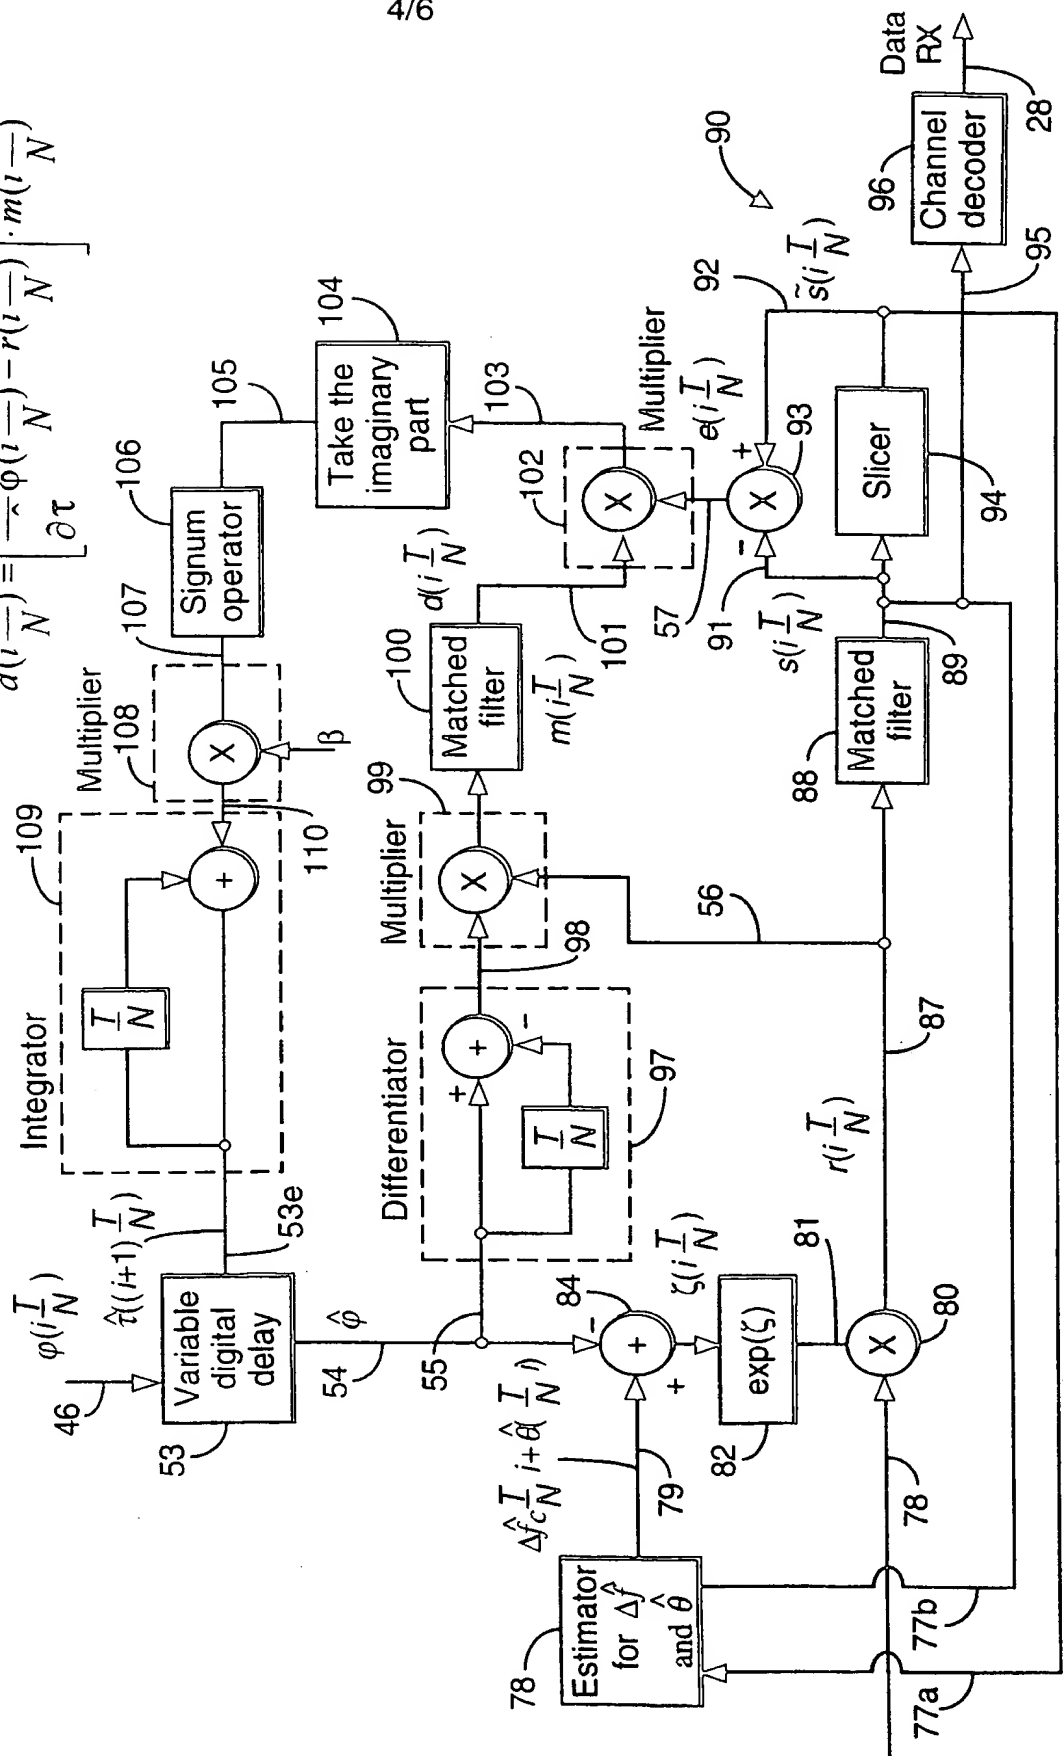 4/6
d(i T/N) = [ ∂/∂τ φ̂(i T/N) – r(i T/N) ] · m(i T/N)
Integrator
109
T/N
+
110
Multiplier
108
X
β
107
Signum
operator
106
105
Take the
imaginary
part
104
103
φ(i T/N)
46
τ̂((i+1) T/N)
53e
Variable
digital
delay
53
φ̂
54
55
Differentiator
+
+
-
T/N
97
98
Multiplier
99
X
56
Matched
filter
100
m(i T/N)
d(i T/N)
101
102
X
Multiplier
57
e(i T/N)
X
+
-
93
91
92
s̃(i T/N)
90
Estimator
for Δf̂
and θ̂
78
Δf̂c T/N i+θ̂( T/N i)
79
-
+
+
84
ζ(i T/N)
exp(ζ)
82
81
X
80
78
77a
77b
r(i T/N)
87
Matched
filter
88
89
s(i T/N)
Slicer
94
95
Channel
decoder
96
Data
RX
28